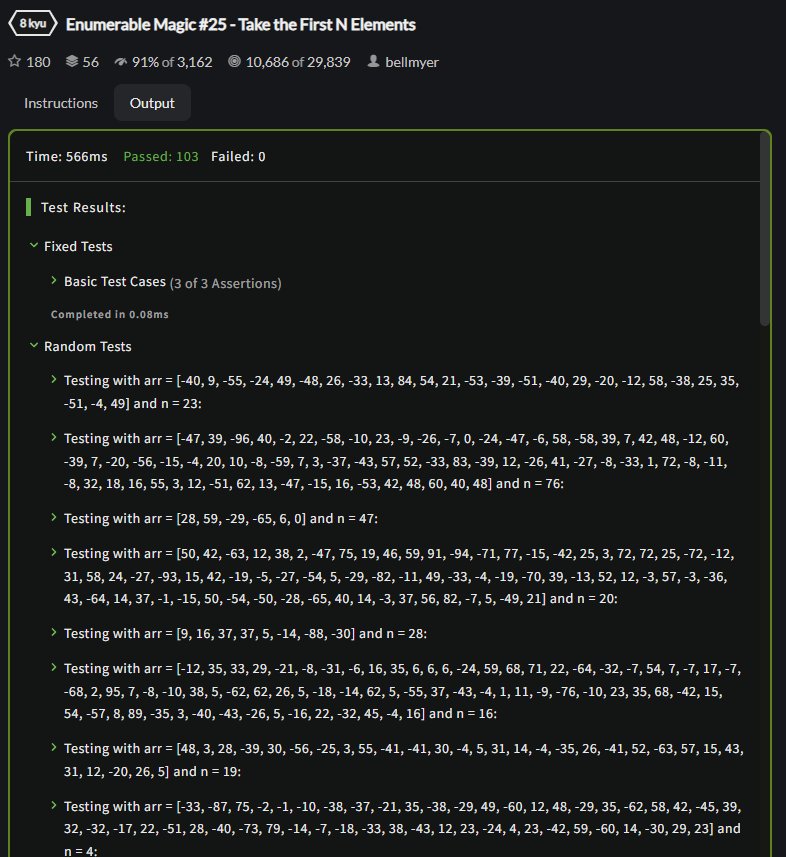 8 kyu Enumerable Magic #25 - Take the First N Elements
180 56 91% of 3,162 10,686 of 29,839 bellmyer
Instructions Output
Time: 566ms Passed: 103 Failed: 0
Test Results:
Fixed Tests
Basic Test Cases (3 of 3 Assertions)
Completed in 0.08ms
Random Tests
Testing with arr = [-40, 9, -55, -24, 49, -48, 26, -33, 13, 84, 54, 21, -53, -39, -51, -40, 29, -20, -12, 58, -38, 25, 35,
-51, -4, 49] and n = 23:
Testing with arr = [-47, 39, -96, 40, -2, 22, -58, -10, 23, -9, -26, -7, 0, -24, -47, -6, 58, -58, 39, 7, 42, 48, -12, 60,
-39, 7, -20, -56, -15, -4, 20, 10, -8, -59, 7, 3, -37, -43, 57, 52, -33, 83, -39, 12, -26, 41, -27, -8, -33, 1, 72, -8, -11,
-8, 32, 18, 16, 55, 3, 12, -51, 62, 13, -47, -15, 16, -53, 42, 48, 60, 40, 48] and n = 76:
Testing with arr = [28, 59, -29, -65, 6, 0] and n = 47:
Testing with arr = [50, 42, -63, 12, 38, 2, -47, 75, 19, 46, 59, 91, -94, -71, 77, -15, -42, 25, 3, 72, 72, 25, -72, -12,
31, 58, 24, -27, -93, 15, 42, -19, -5, -27, -54, 5, -29, -82, -11, 49, -33, -4, -19, -70, 39, -13, 52, 12, -3, 57, -3, -36,
43, -64, 14, 37, -1, -15, 50, -54, -50, -28, -65, 40, 14, -3, 37, 56, 82, -7, 5, -49, 21] and n = 20:
Testing with arr = [9, 16, 37, 37, 5, -14, -88, -30] and n = 28:
Testing with arr = [-12, 35, 33, 29, -21, -8, -31, -6, 16, 35, 6, 6, 6, -24, 59, 68, 71, 22, -64, -32, -7, 54, 7, -7, 17, -7,
-68, 2, 95, 7, -8, -10, 38, 5, -62, 62, 26, 5, -18, -14, 62, 5, -55, 37, -43, -4, 1, 11, -9, -76, -10, 23, 35, 68, -42, 15,
54, -57, 8, 89, -35, 3, -40, -43, -26, 5, -16, 22, -32, 45, -4, 16] and n = 16:
Testing with arr = [48, 3, 28, -39, 30, -56, -25, 3, 55, -41, -41, 30, -4, 5, 31, 14, -4, -35, 26, -41, 52, -63, 57, 15, 43,
31, 12, -20, 26, 5] and n = 19:
Testing with arr = [-33, -87, 75, -2, -1, -10, -38, -37, -21, 35, -38, -29, 49, -60, 12, 48, -29, 35, -62, 58, 42, -45, 39,
32, -32, -17, 22, -51, 28, -40, -73, 79, -14, -7, -18, -33, 38, -43, 12, 23, -24, 4, 23, -42, 59, -60, 14, -30, 29, 23] and
n = 4: